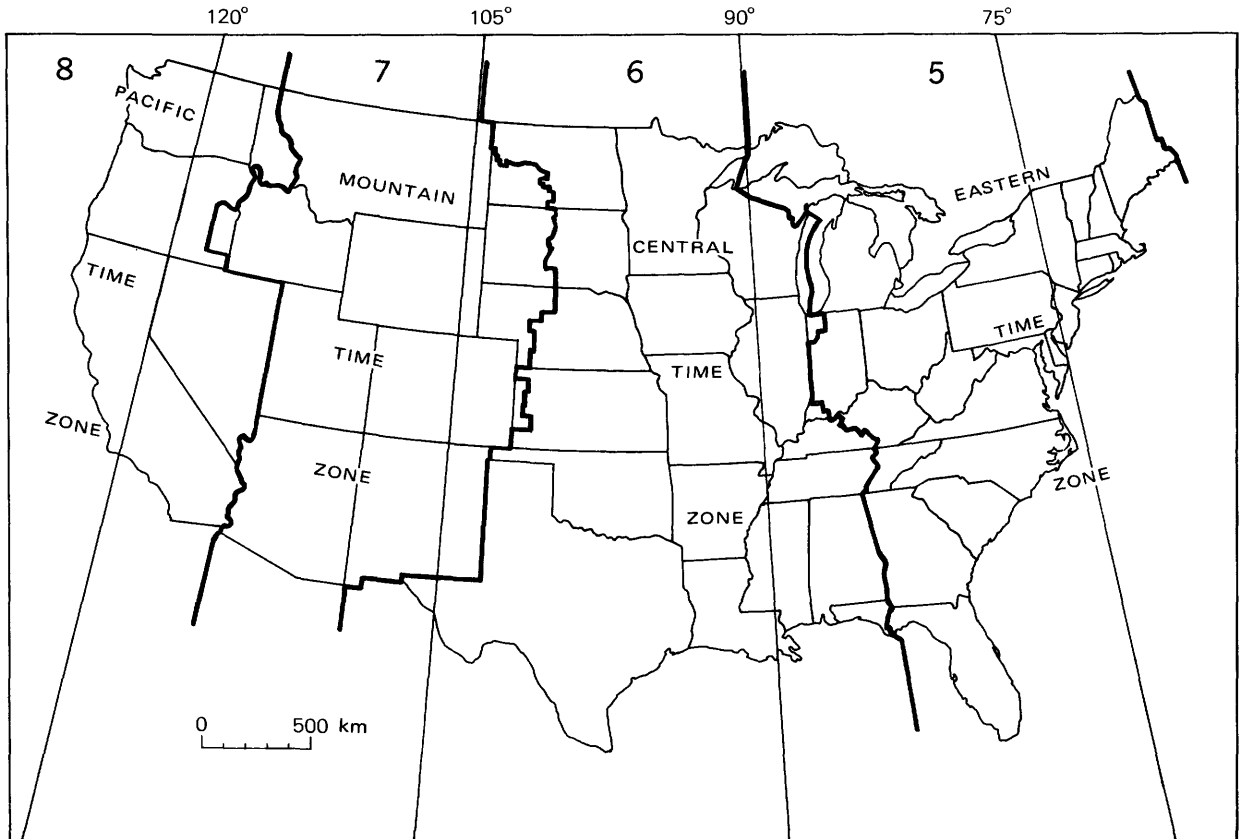 120° 105° 90° 75°
8 7 6 5
PACIFIC
MOUNTAIN
EASTERN
CENTRAL
TIME
TIME
TIME
TIME
ZONE
ZONE
ZONE
ZONE
0 500 km